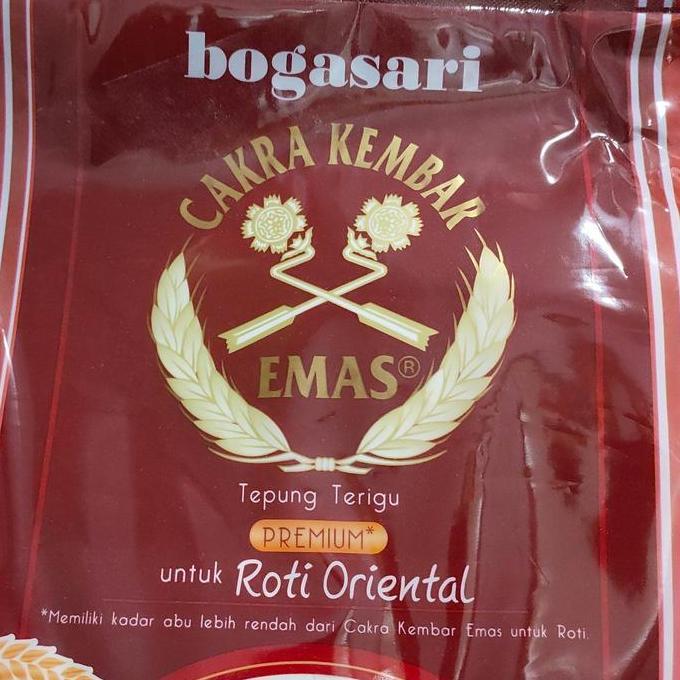 bogasari
CAKRA KEMBAR
EMAS®
Tepung Terigu
PREMIUM*
untuk Roti Oriental
*Memiliki kadar abu lebih rendah dari Cakra Kembar Emas untuk Roti.